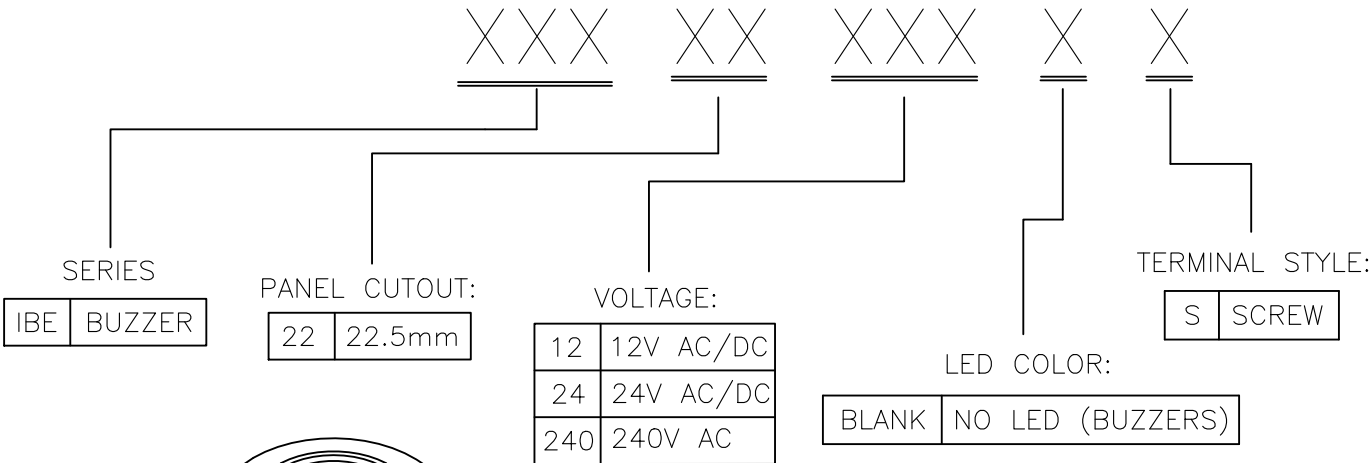 XXX XX XXX X X
SERIES
IBE BUZZER
PANEL CUTOUT:
22 22.5mm
VOLTAGE:
12 12V AC/DC
24 24V AC/DC
240 240V AC
LED COLOR:
BLANK NO LED (BUZZERS)
TERMINAL STYLE:
S SCREW